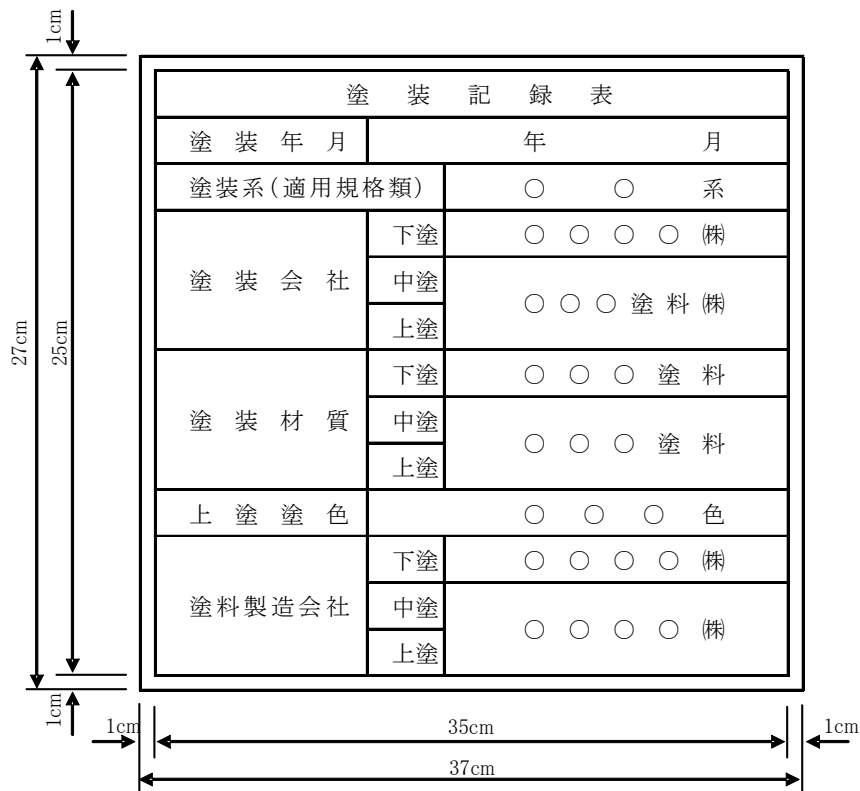 1cm
塗装記録表
塗装年月 年 月
塗装系(適用規格類) ○ ○ 系
下塗 ○ ○ ○ ○ ㈱
塗装会社 中塗 ○ ○ ○ 塗 料 ㈱
上塗
27cm
25cm
下塗 ○ ○ ○ 塗 料
塗装材質 中塗 ○ ○ ○ 塗 料
上塗
上塗塗色 ○ ○ ○ 色
下塗 ○ ○ ○ ○ ㈱
塗料製造会社 中塗 ○ ○ ○ ○ ㈱
上塗
1cm
1cm 35cm 1cm
37cm